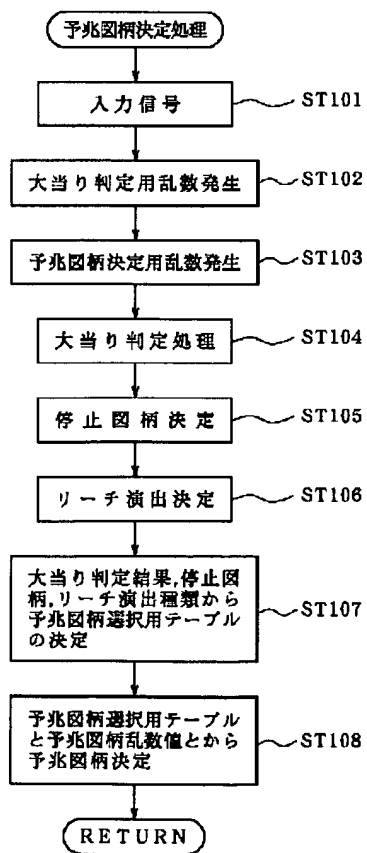 予兆図柄決定処理
入力信号
ST101
大当り判定用乱数発生
ST102
予兆図柄決定用乱数発生
ST103
大当り判定処理
ST104
停止図柄決定
ST105
リーチ演出決定
ST106
大当り判定結果,停止図
柄,リーチ演出種類から
予兆図柄選択用テーブル
の決定
ST107
予兆図柄選択用テーブル
と予兆図柄乱数値とから
予兆図柄決定
ST108
RETURN